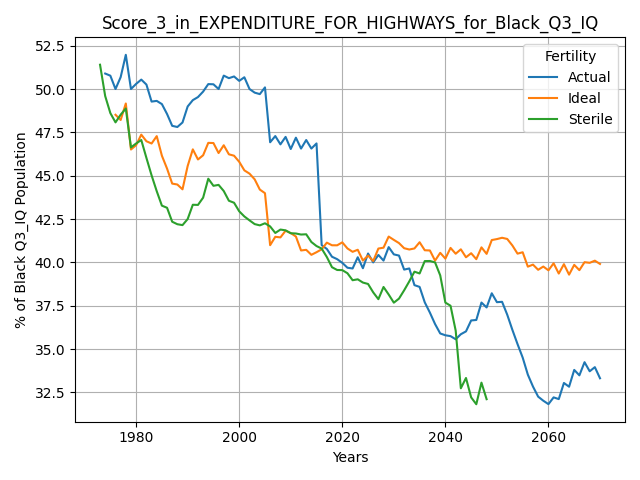 Score_3_in_EXPENDITURE_FOR_HIGHWAYS_for_Black_Q3_IQ
Fertility
Actual
Ideal
Sterile
% of Black Q3_IQ Population
52.5
50.0
47.5
45.0
42.5
40.0
37.5
35.0
32.5
1980 2000 2020 2040 2060
Years